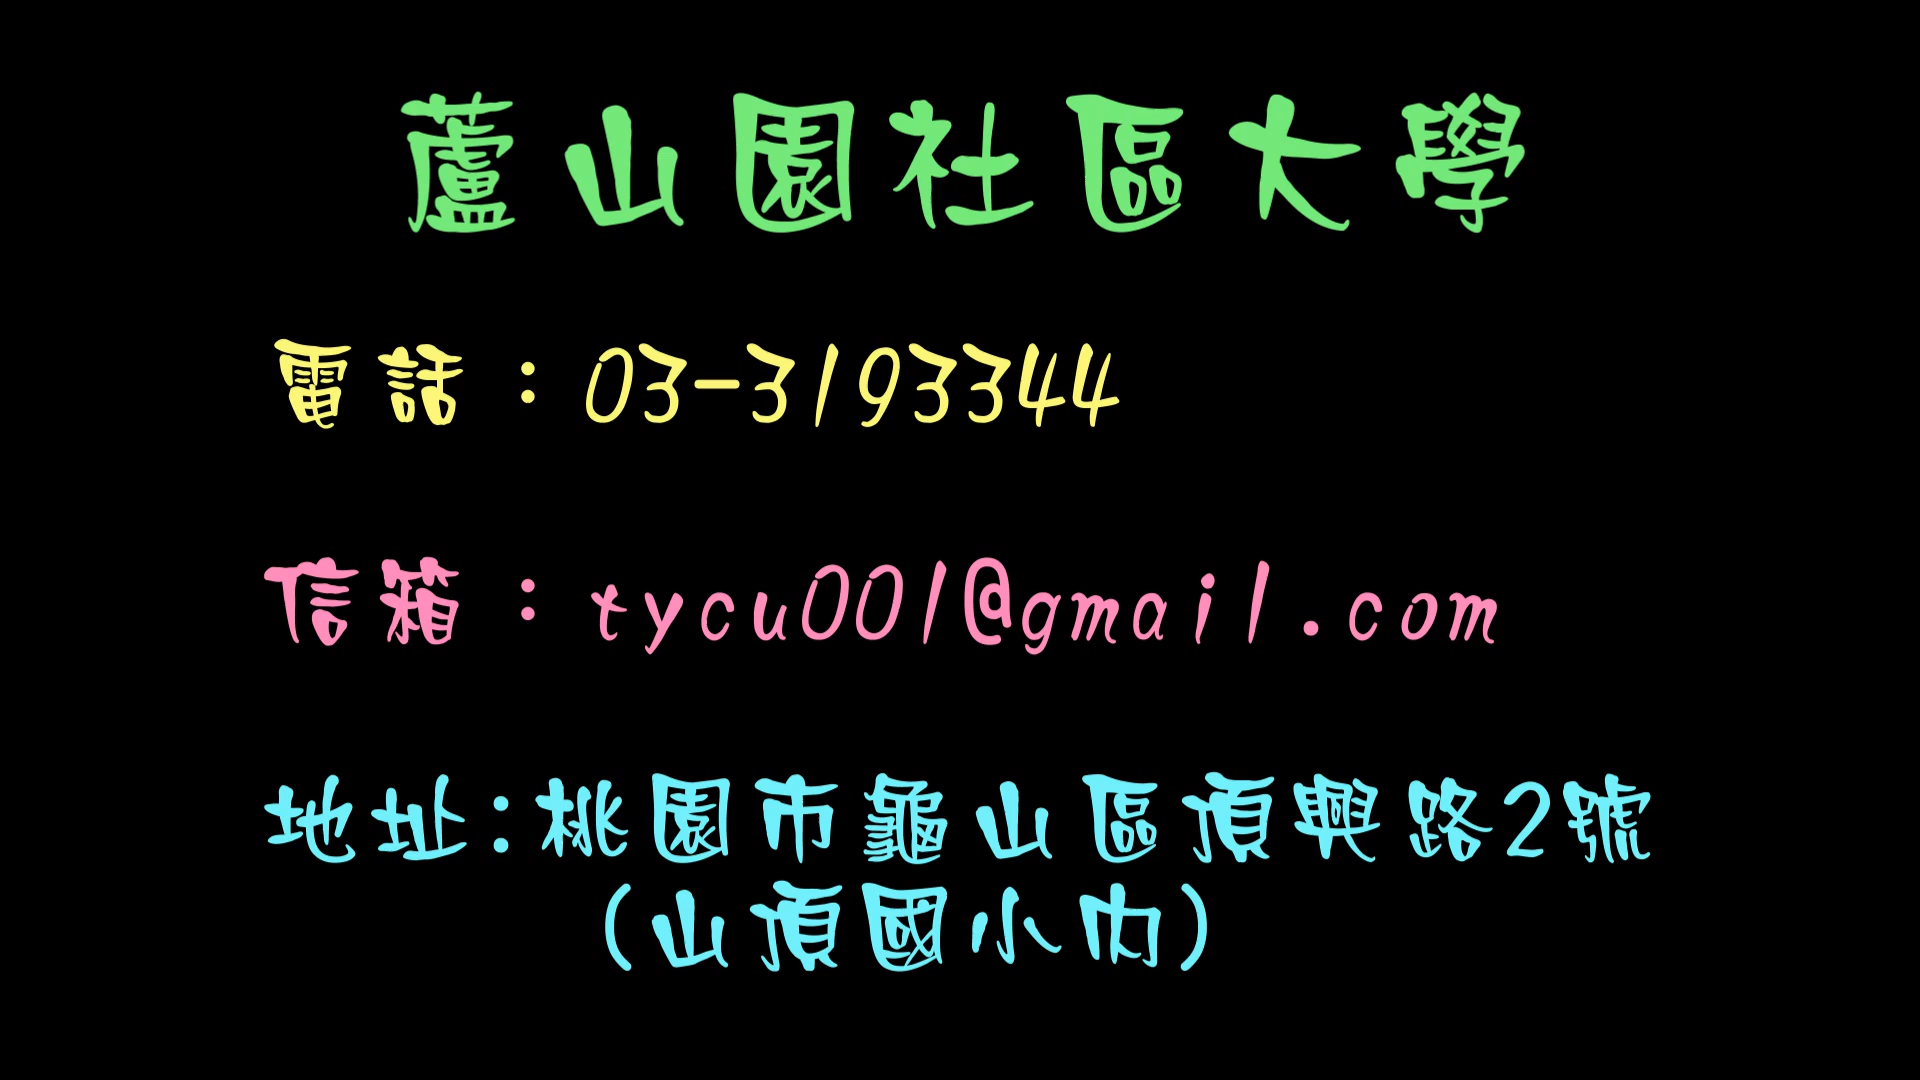 蘆山園社區大學
電話：03-3193344
信箱：tycu001@gmail.com
地址:桃園市龜山區頂興路2號
(山頂國小內)